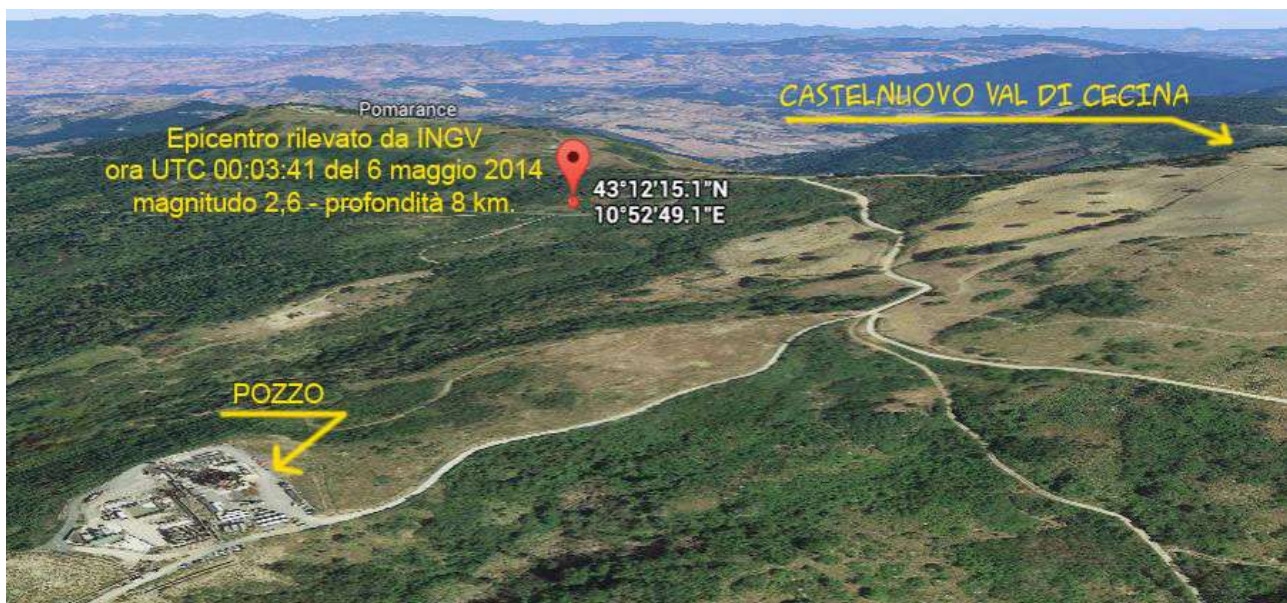 Pomarance
Epicentro rilevato da INGV
ora UTC 00:03:41 del 6 maggio 2014
magnitudo 2,6 - profondità 8 km.
43°12'15.1"N
10°52'49.1"E
CASTELNUOVO VAL DI CECINA
POZZO